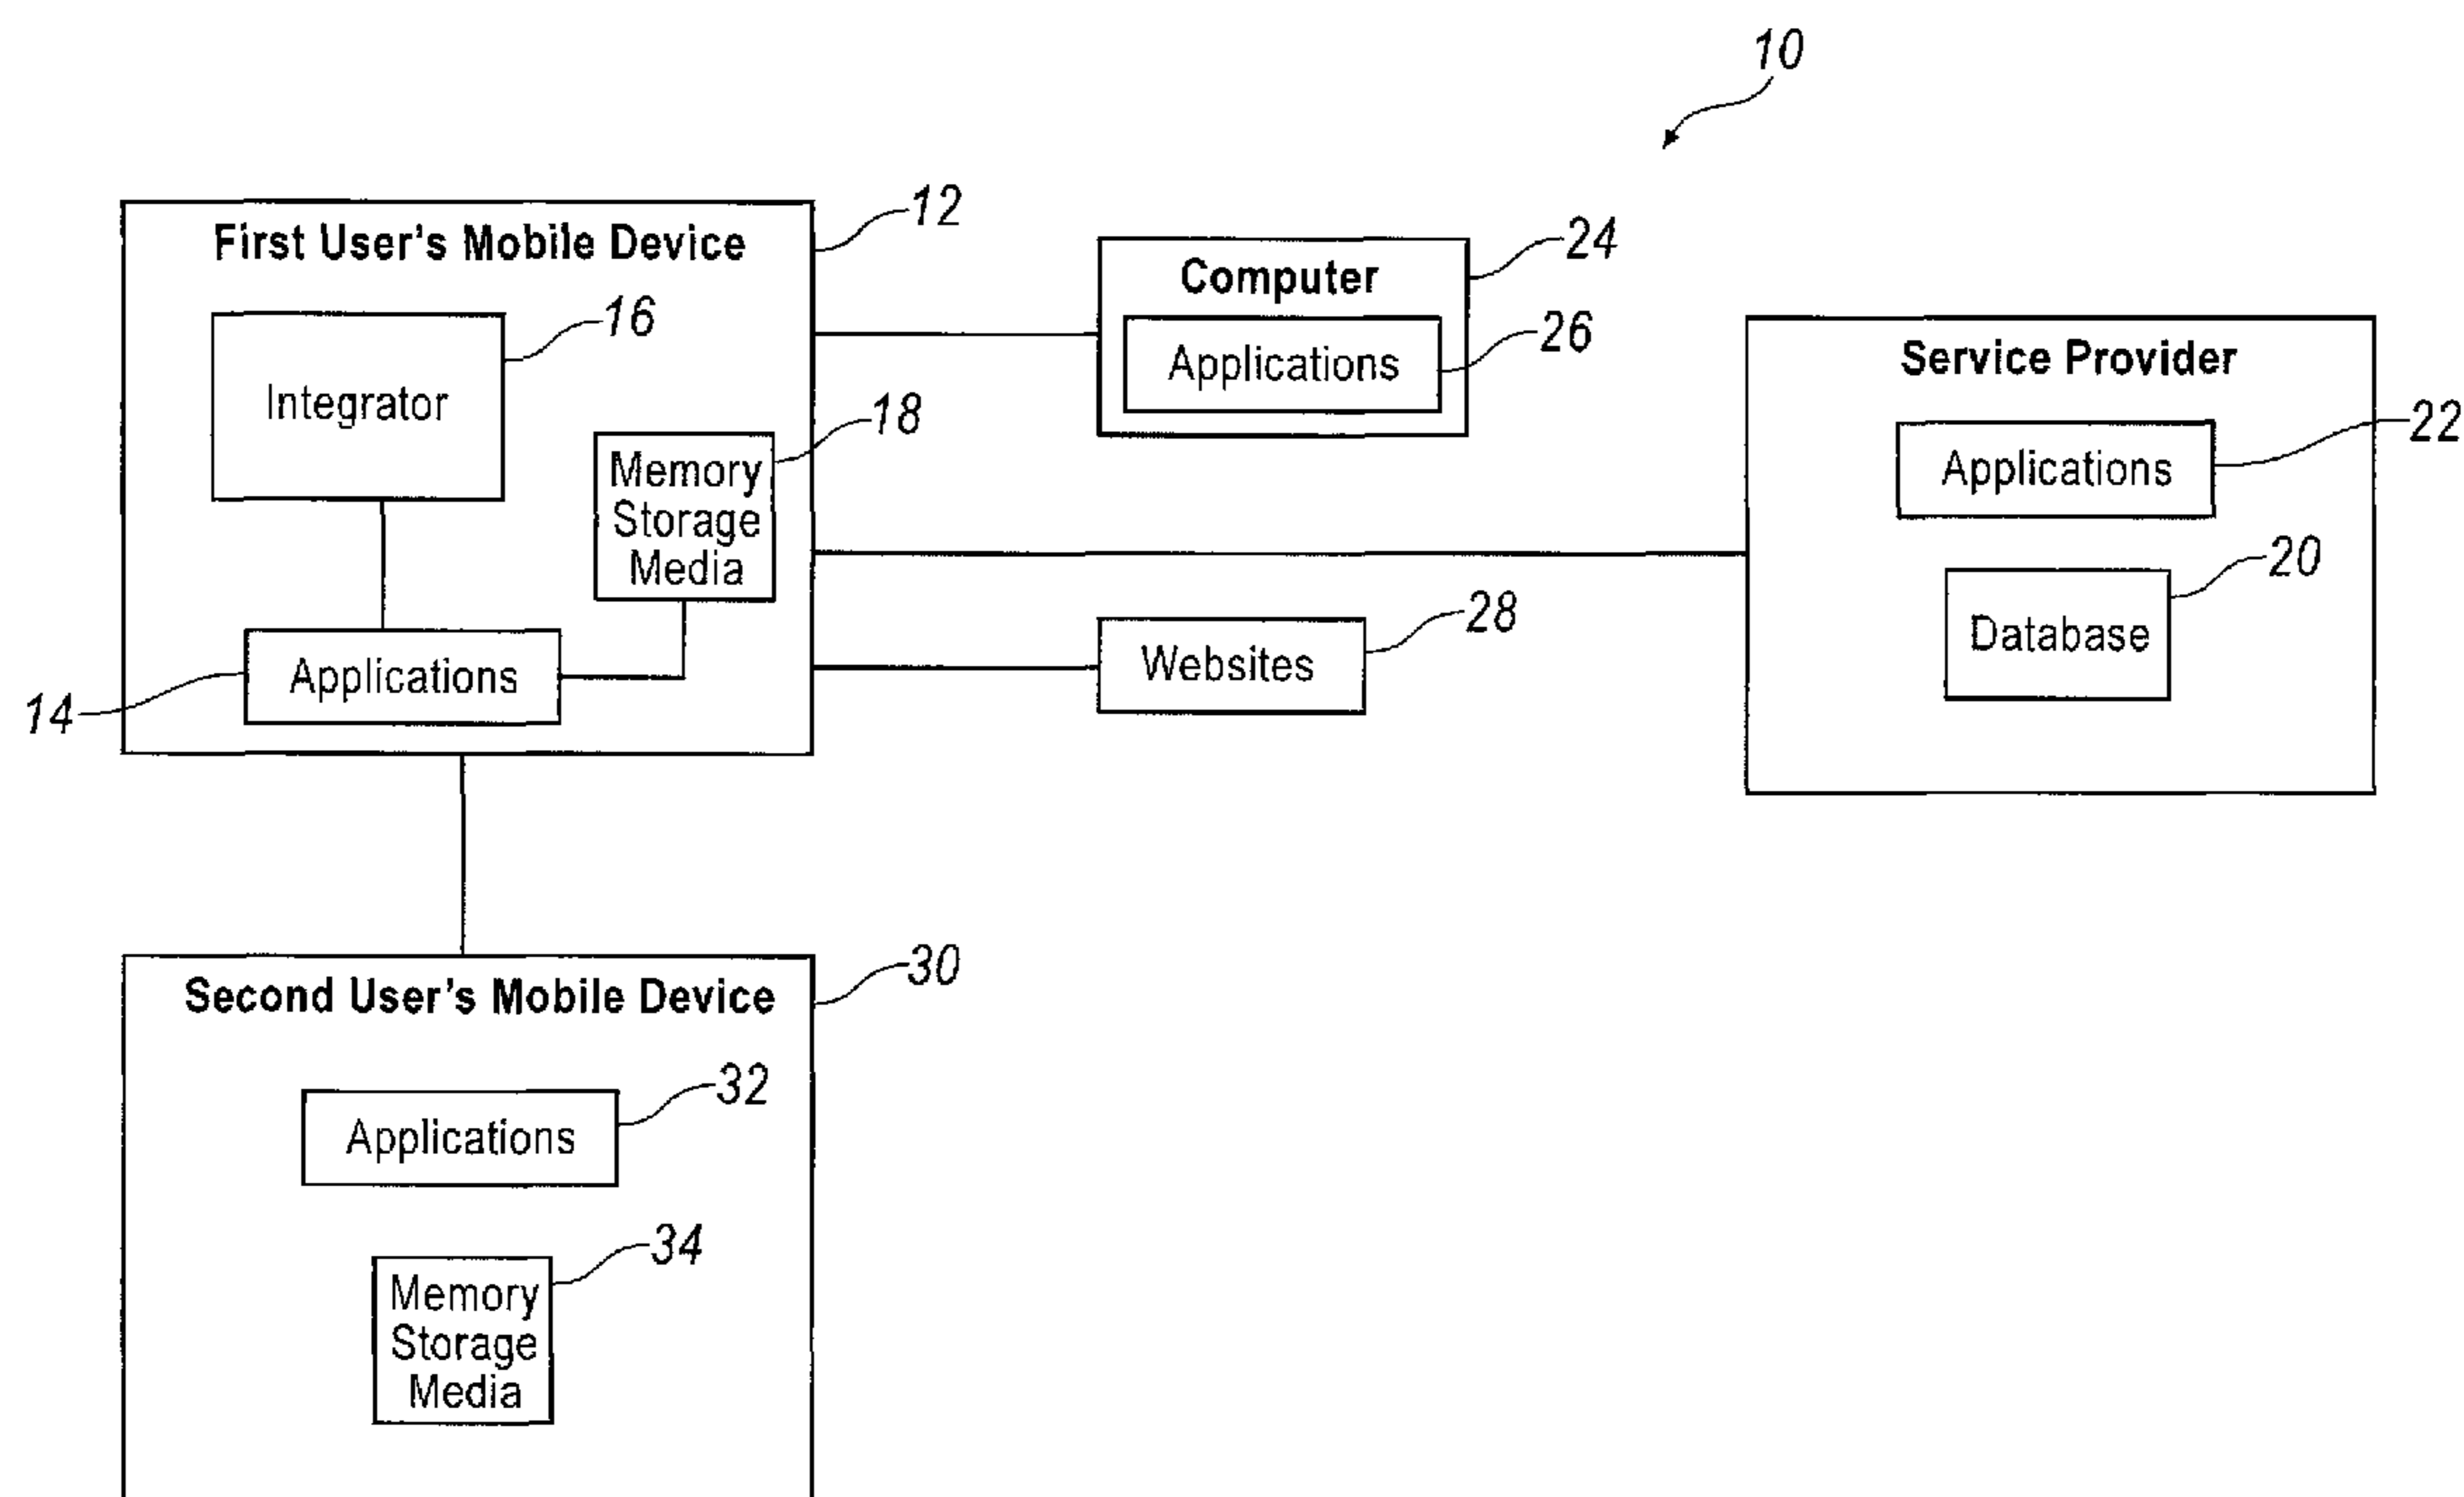 10
First User's Mobile Device
12
Integrator
16
Memory
Storage
Media
18
Applications
14
Computer
24
Applications
26
Service Provider
Applications
22
Database
20
Websites
28
Second User's Mobile Device
30
Applications
32
Memory
Storage
Media
34